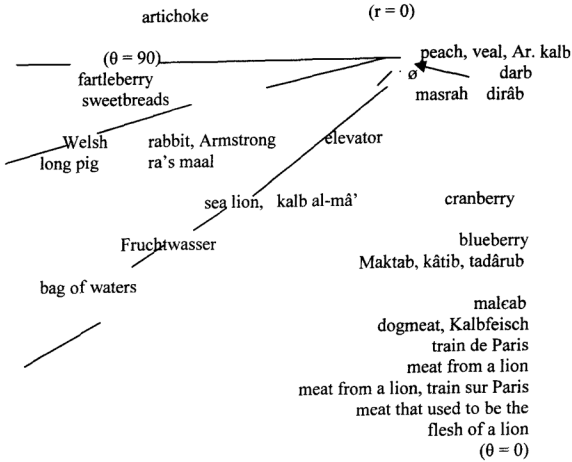 artichoke (r = 0)
(θ = 90) peach, veal, Ar. kalb
fartleberry ø darb
sweetbreads masrah dirâb
Welsh rabbit, Armstrong elevator
long pig ra's maal
sea lion, kalb al-mâ' cranberry
Fruchtwasser blueberry
Maktab, kâtib, tadârub
bag of waters
malєab
dogmeat, Kalbfeisch
train de Paris
meat from a lion
meat from a lion, train sur Paris
meat that used to be the
flesh of a lion
(θ = 0)